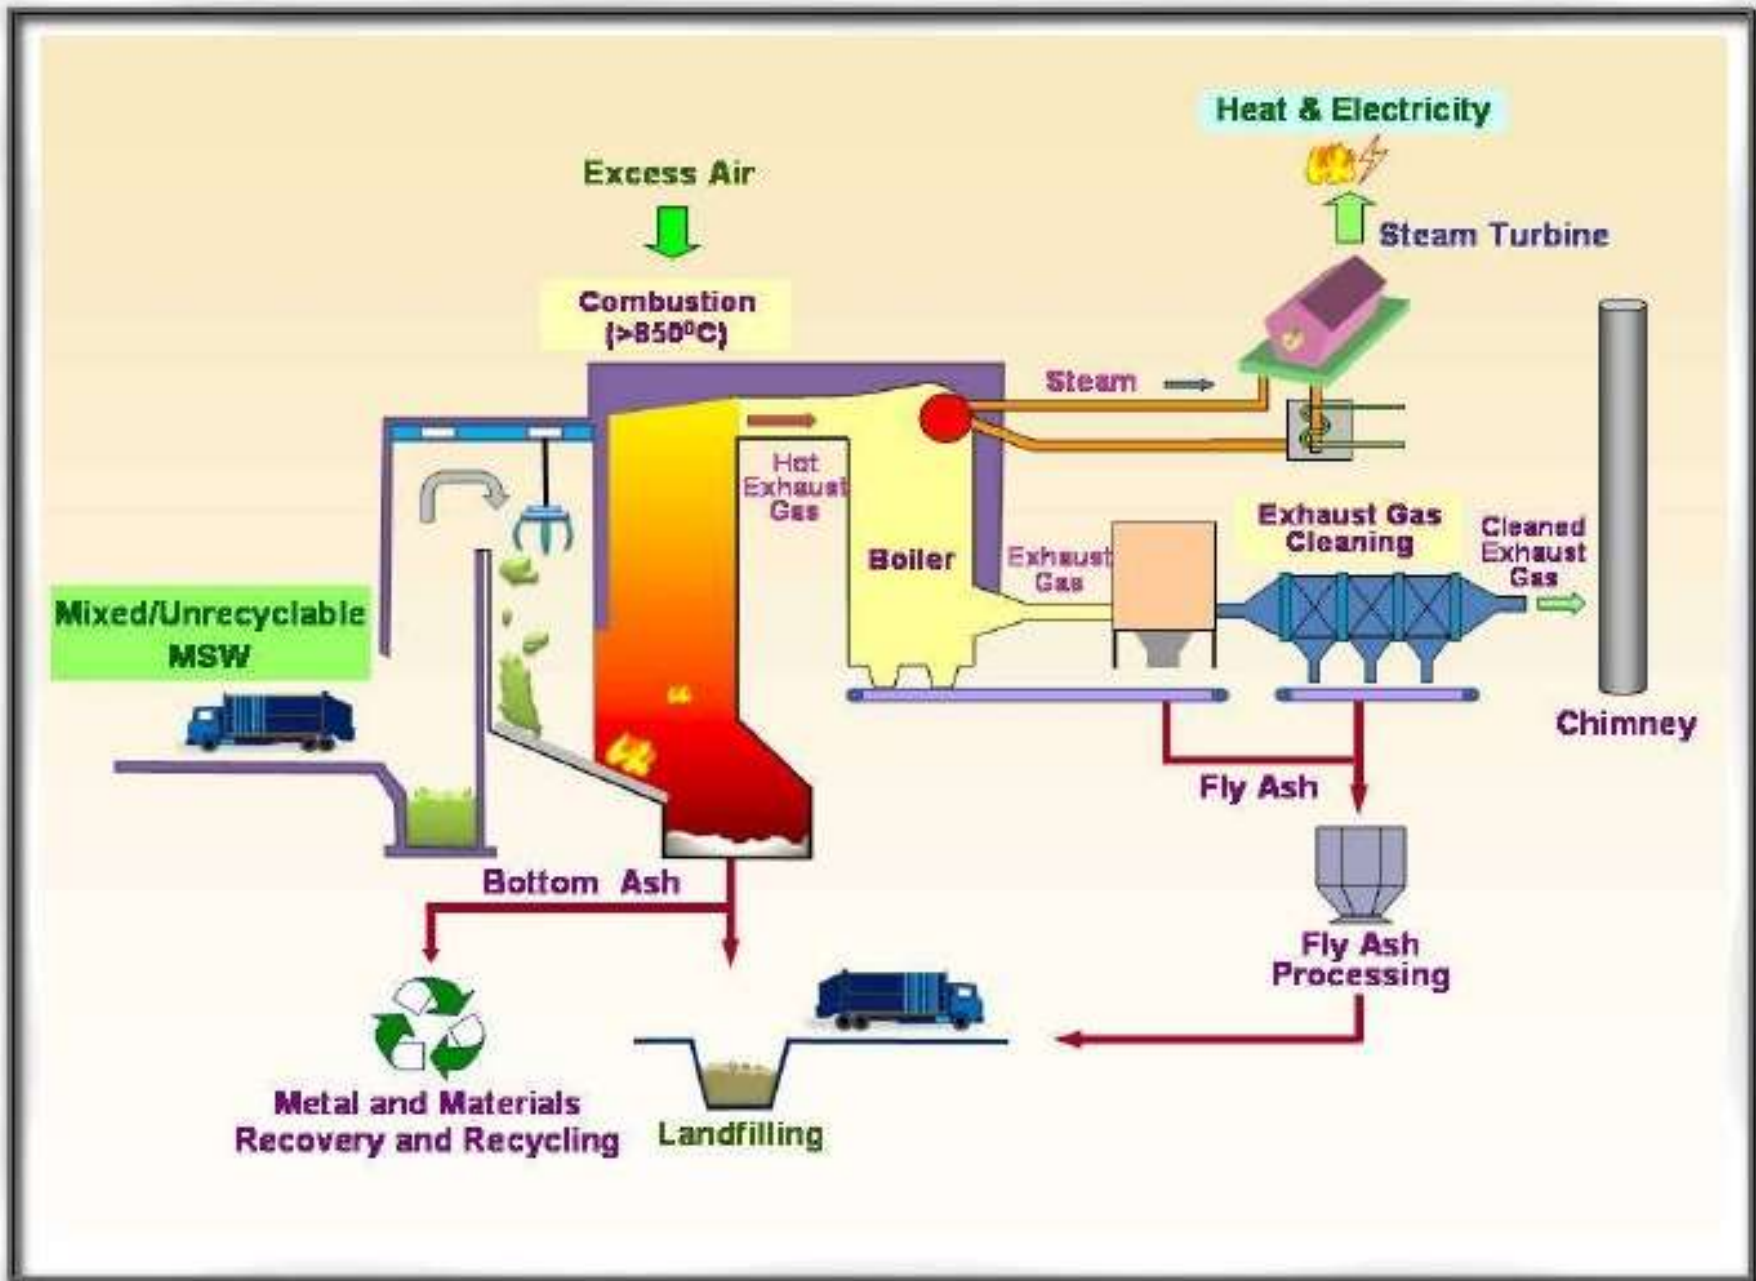 Heat & Electricity
Excess Air
Steam Turbine
Combustion
(>850⁰C)
Steam
Hot
Exhaust
Gas
Boiler
Exhaust
Gas
Exhaust Gas
Cleaning
Cleaned
Exhaust
Gas
Mixed/Unrecyclable
MSW
Chimney
Fly Ash
Bottom Ash
Fly Ash
Processing
Metal and Materials
Recovery and Recycling
Landfilling